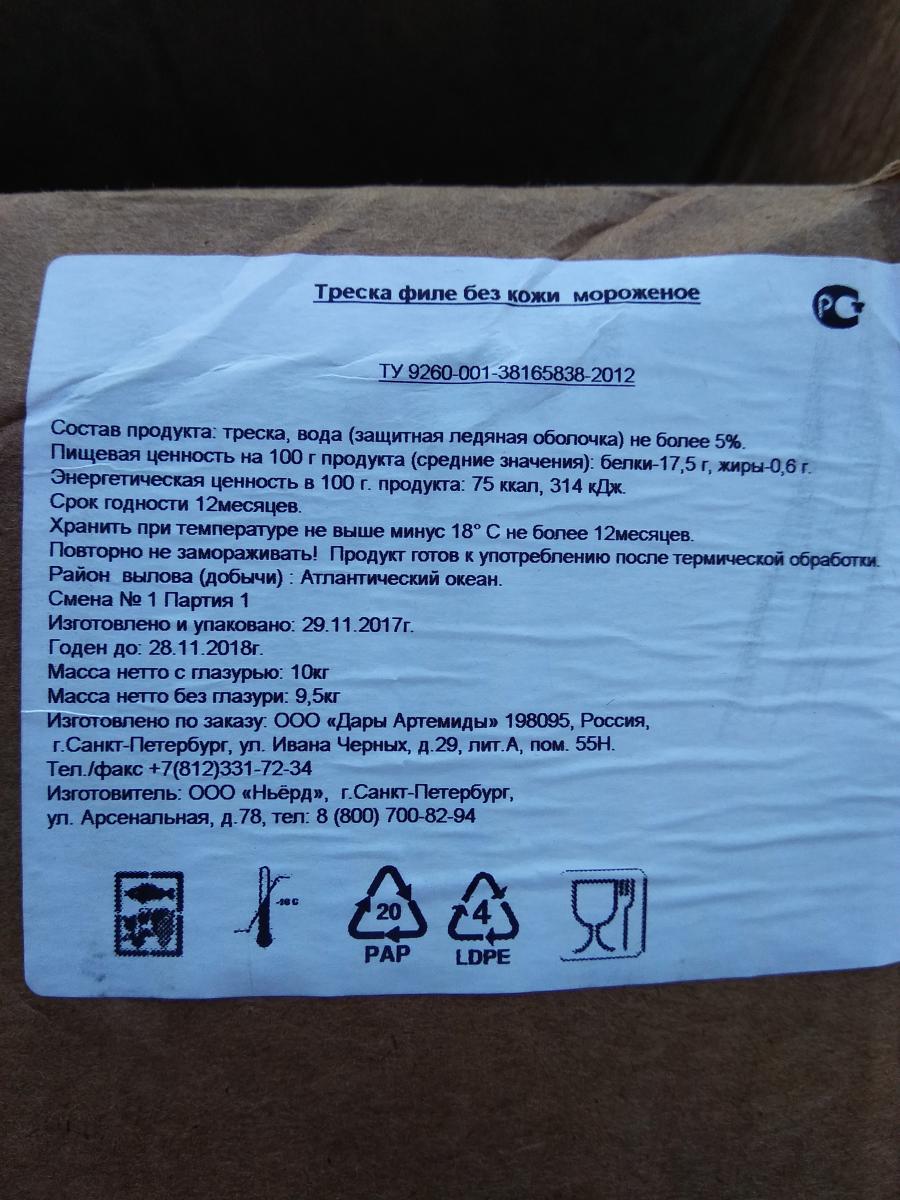 Треска филе без кожи мороженое
РСТ
ТУ 9260-001-38165838-2012
Состав продукта: треска, вода (защитная ледяная оболочка) не более 5%.
Пищевая ценность на 100 г продукта (средние значения): белки-17,5 г, жиры-0,6 г.
Энергетическая ценность в 100 г. продукта: 75 ккал, 314 кДж.
Срок годности 12месяцев.
Хранить при температуре не выше минус 18° С не более 12месяцев.
Повторно не замораживать! Продукт готов к употреблению после термической обработки.
Район вылова (добычи) : Атлантический океан.
Смена № 1 Партия 1
Изготовлено и упаковано: 29.11.2017г.
Годен до: 28.11.2018г.
Масса нетто с глазурью: 10кг
Масса нетто без глазури: 9,5кг
Изготовлено по заказу: ООО «Дары Артемиды» 198095, Россия,
г.Санкт-Петербург, ул. Ивана Черных, д.29, лит.А, пом. 55Н.
Тел./факс +7(812)331-72-34
Изготовитель: ООО «Ньёрд», г.Санкт-Петербург,
ул. Арсенальная, д.78, тел: 8 (800) 700-82-94
20
PAP
4
LDPE